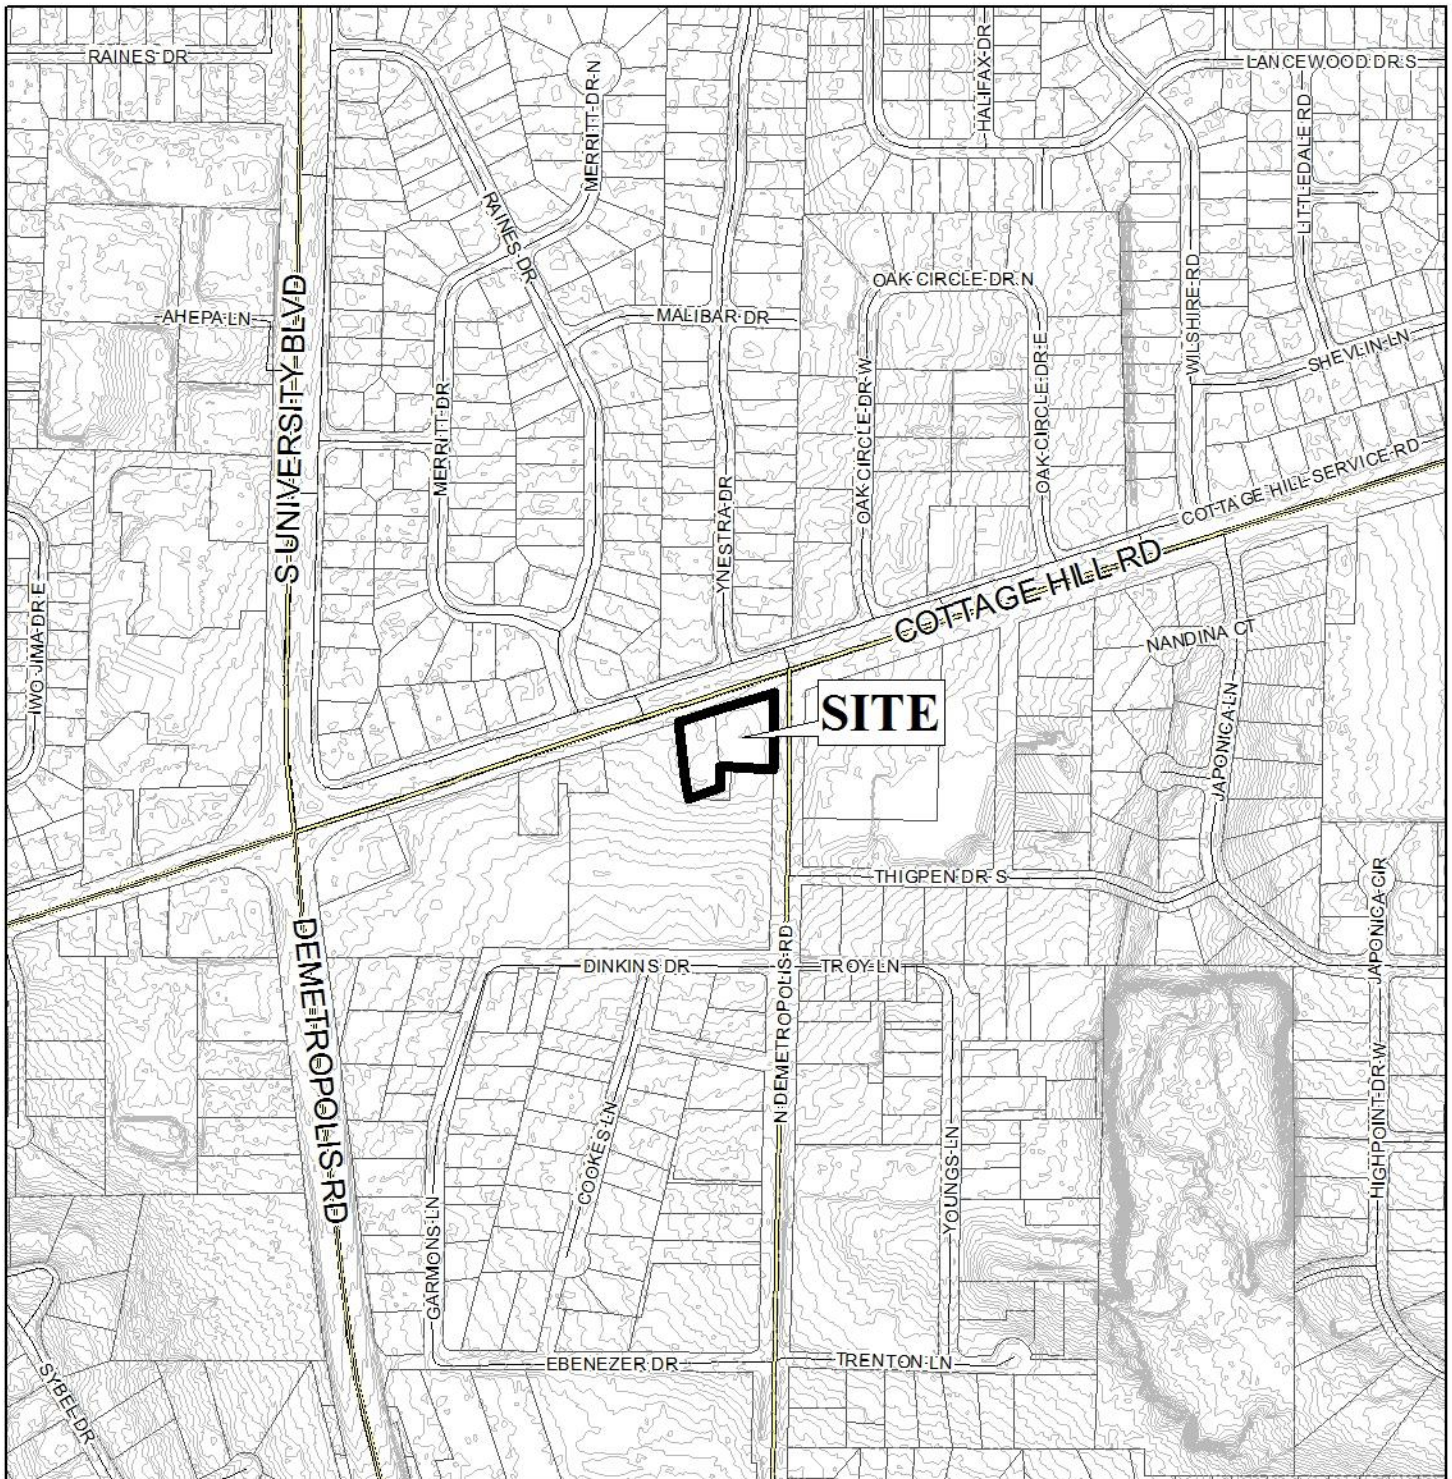 RAINES DR
MERRITT DR N
HALIFAX DR
LANCEWOOD DR S
LITTLEDALE RD
RAINES DR
S UNIVERSITY BLVD
AHEPA LN
MALIBAR DR
OAK CIRCLE DR N
WILSHIRE RD
SHEVLIN LN
MERRITT DR
OAK CIRCLE DR W
OAK CIRCLE DR E
YNESTRA DR
COTTAGE HILL SERVICE RD
COTTAGE HILL RD
IWO JIMA DR E
NANDINA CT
SITE
JAPONICA LN
THIGPEN DR S
JAPONICA CIR
DEMETROPOLIS RD
DINKINS DR
TROY LN
N DEMETROPOLIS RD
COOKES LN
YOUNGS LN
HIGHPOINT DR W
GARMONS LN
EBENEZER DR
TRENTON LN
SYBEL DR